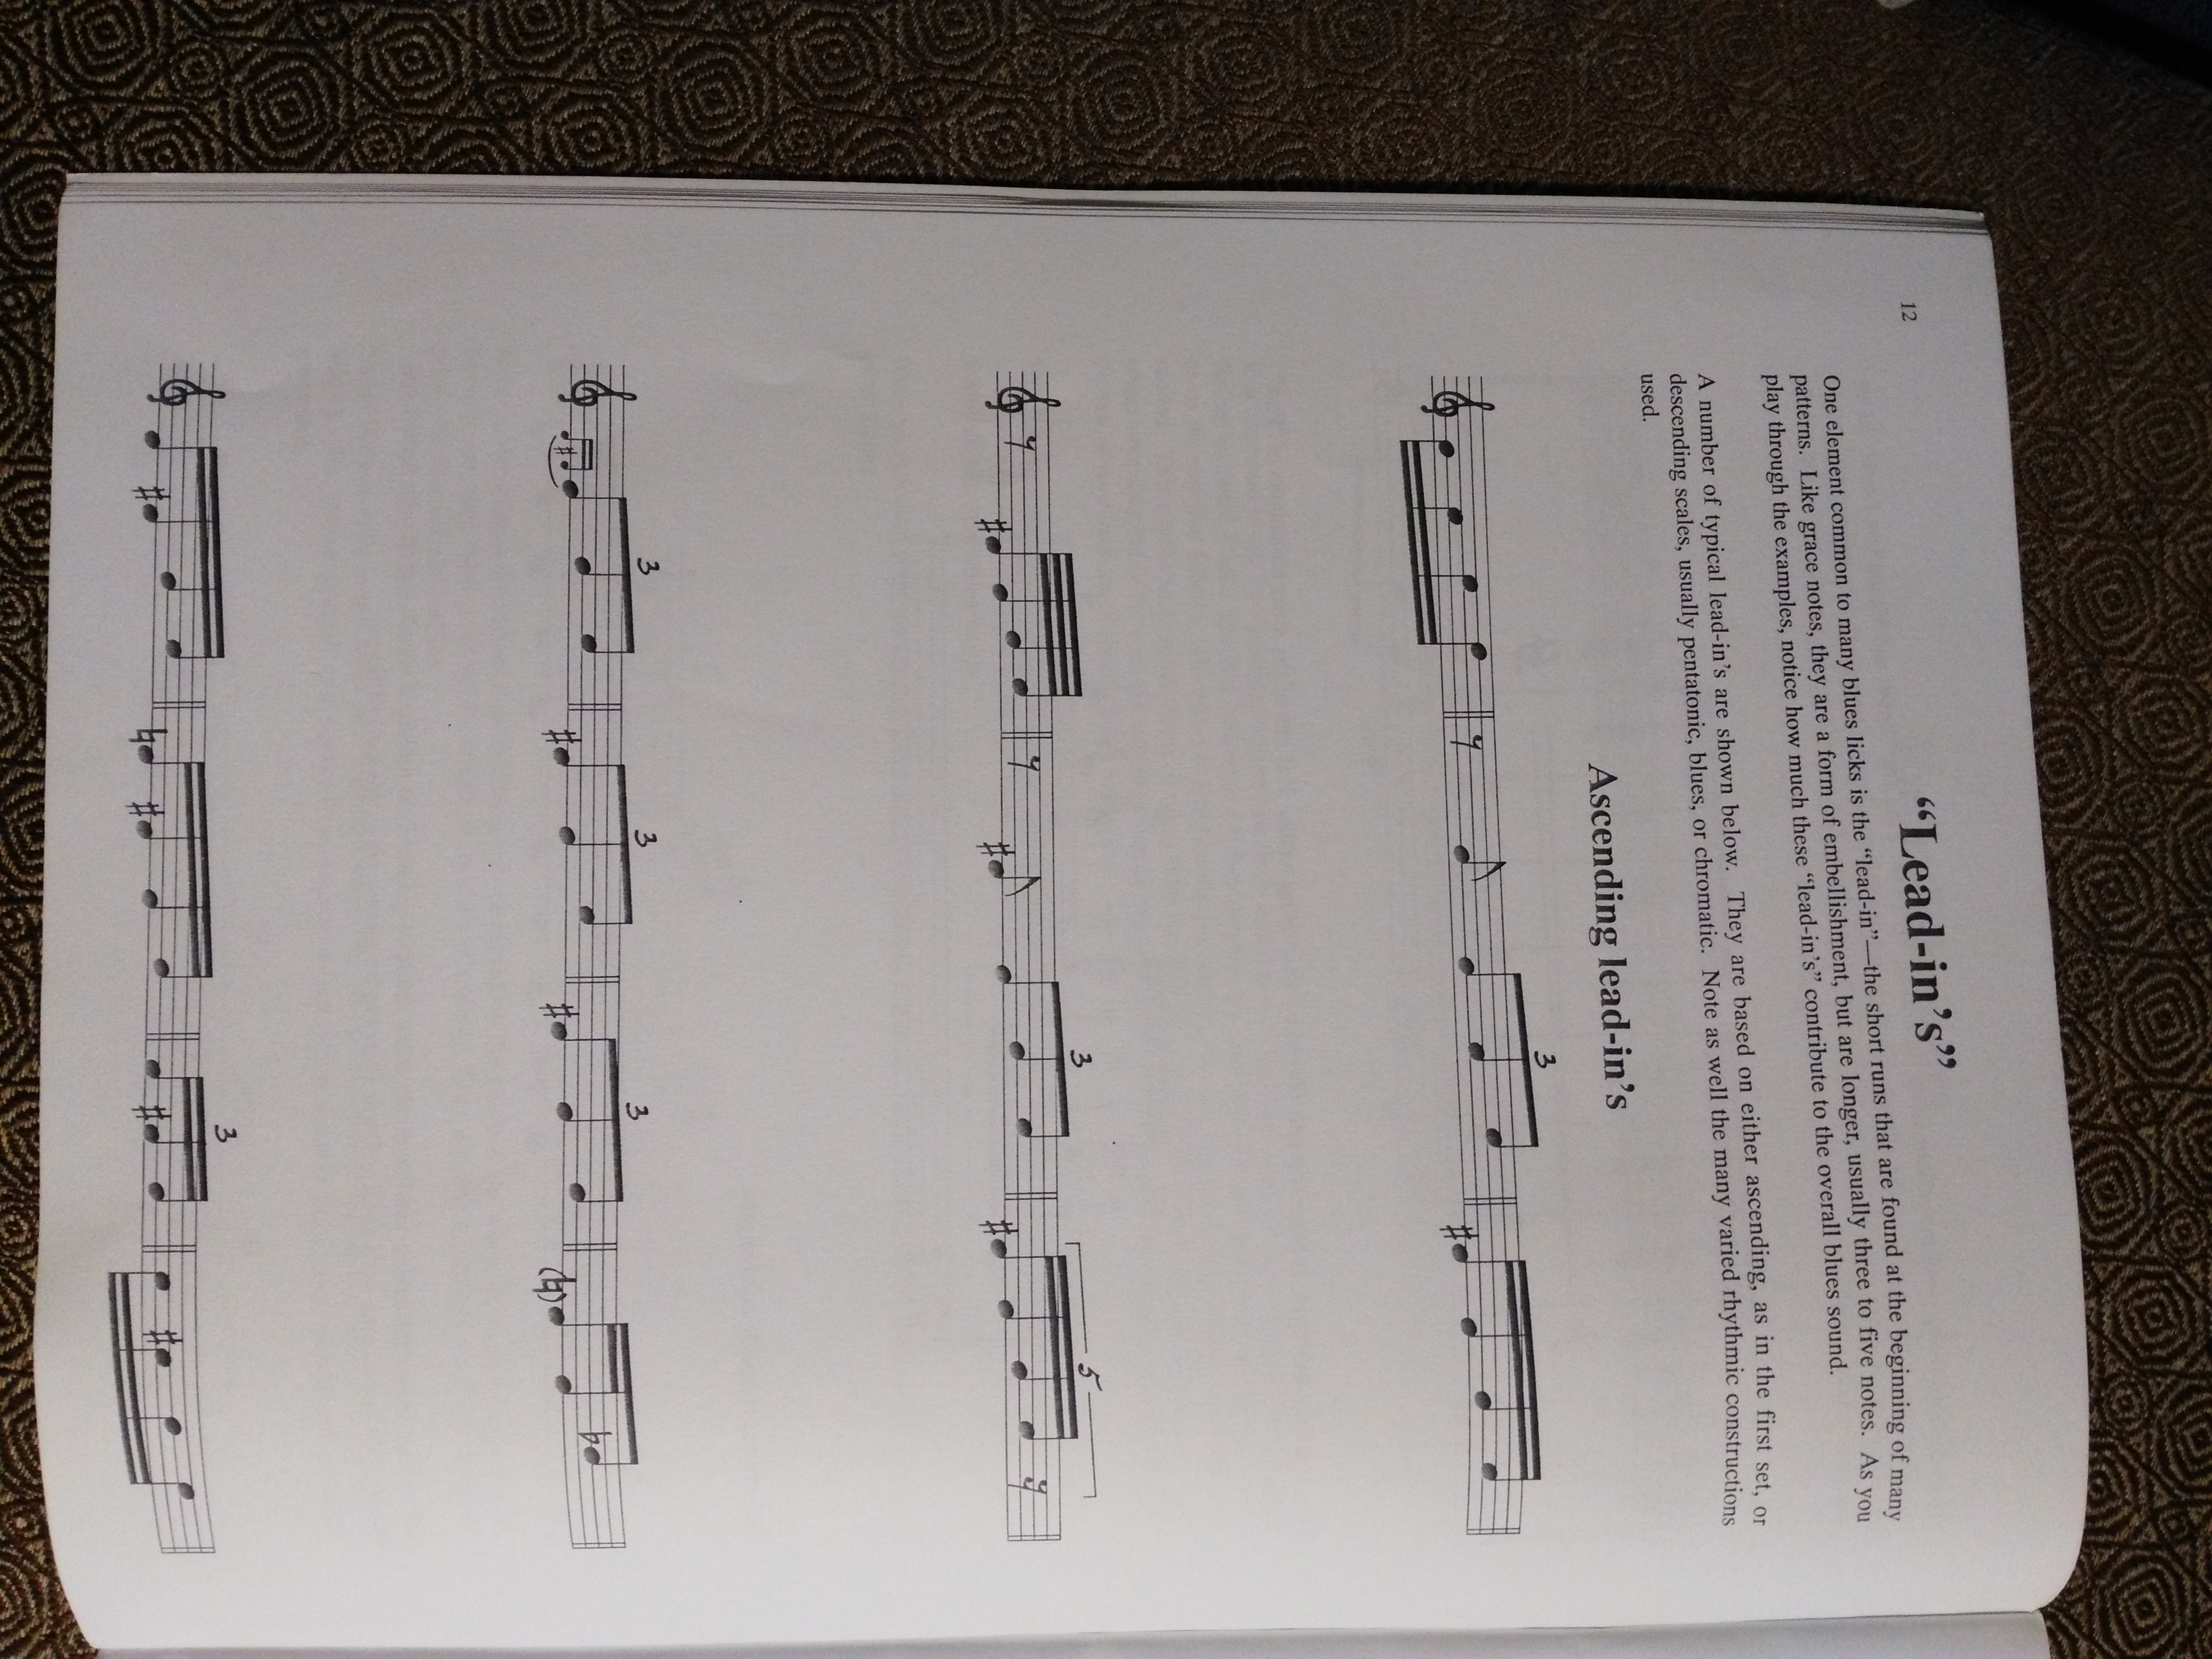 12
“Lead-in’s”
One element common to many blues licks is the “lead-in”—the short runs that are found at the beginning of many
patterns. Like grace notes, they are a form of embellishment, but are longer, usually three to five notes. As you
play through the examples, notice how much these “lead-in’s” contribute to the overall blues sound.
A number of typical lead-in’s are shown below. They are based on either ascending, as in the first set, or
descending scales, usually pentatonic, blues, or chromatic. Note as well the many varied rhythmic constructions
used.
Ascending lead-in’s
3
3 5
3 3 3
3